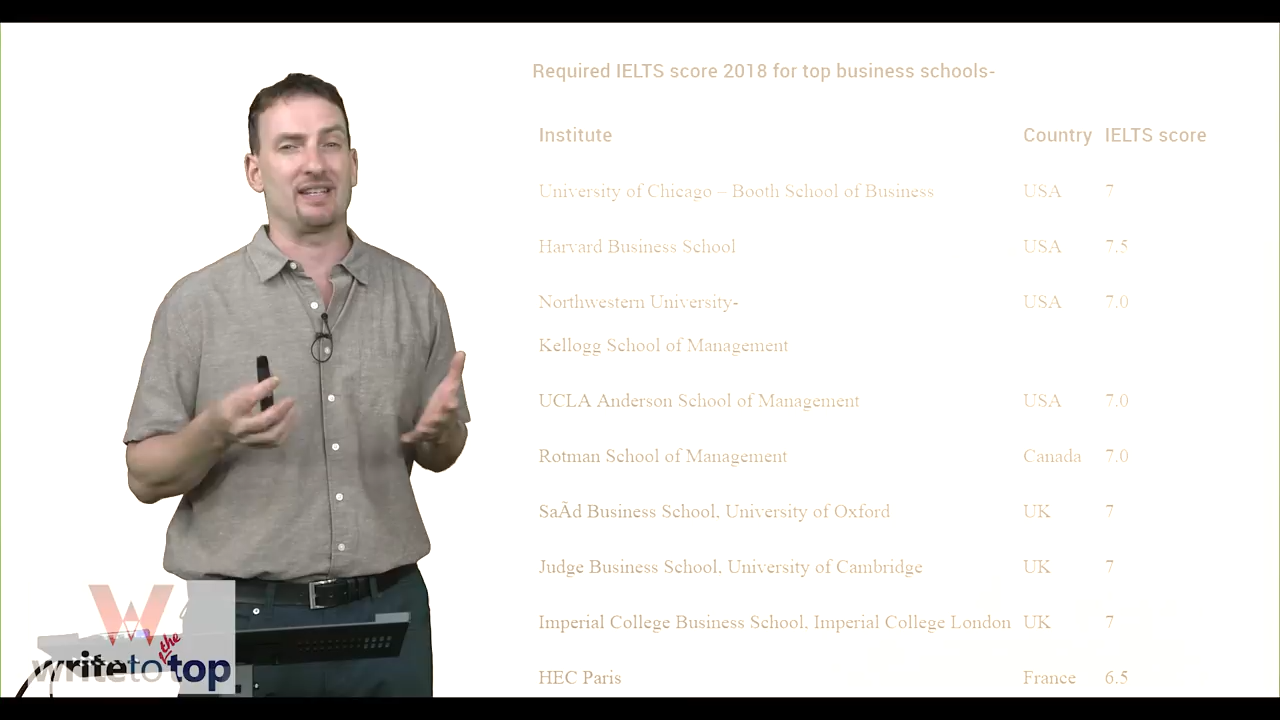 Required IELTS score 2018 for top business schools-
Institute Country IELTS score
University of Chicago – Booth School of Business USA 7
Harvard Business School USA 7.5
Northwestern University- USA 7.0
Kellogg School of Management
UCLA Anderson School of Management USA 7.0
Rotman School of Management Canada 7.0
SaÃd Business School, University of Oxford UK 7
Judge Business School, University of Cambridge UK 7
Imperial College Business School, Imperial College London UK 7
HEC Paris France 6.5
W
write to the top